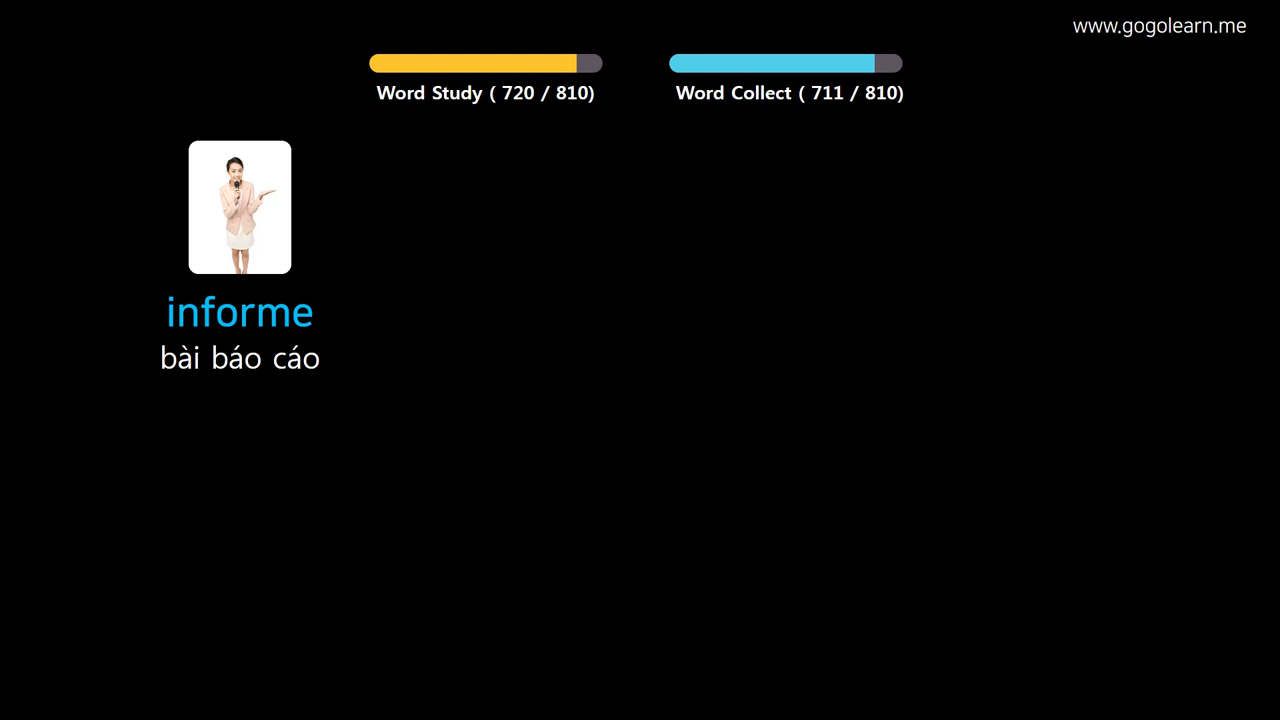 www.gogolearn.me
Word Study ( 720 / 810)
Word Collect ( 711 / 810)
informe
bài báo cáo